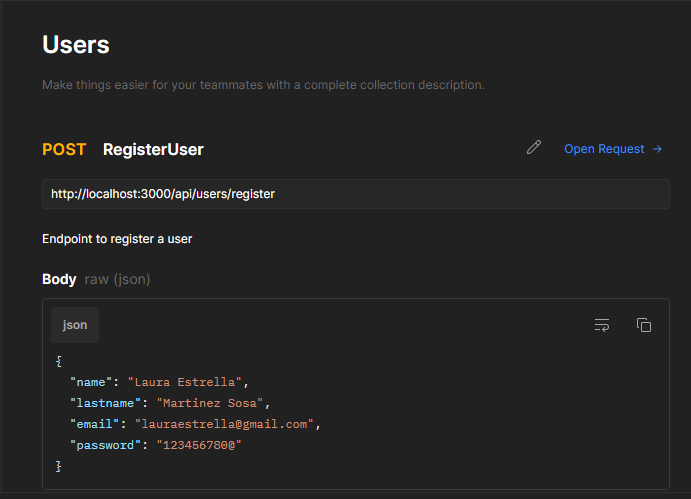 Users
Make things easier for your teammates with a complete collection description.
POST RegisterUser Open Request →
http://localhost:3000/api/users/register
Endpoint to register a user
Body raw (json)
json
{
  "name": "Laura Estrella",
  "lastname": "Martinez Sosa",
  "email": "lauraestrella@gmail.com",
  "password": "123456780@"
}